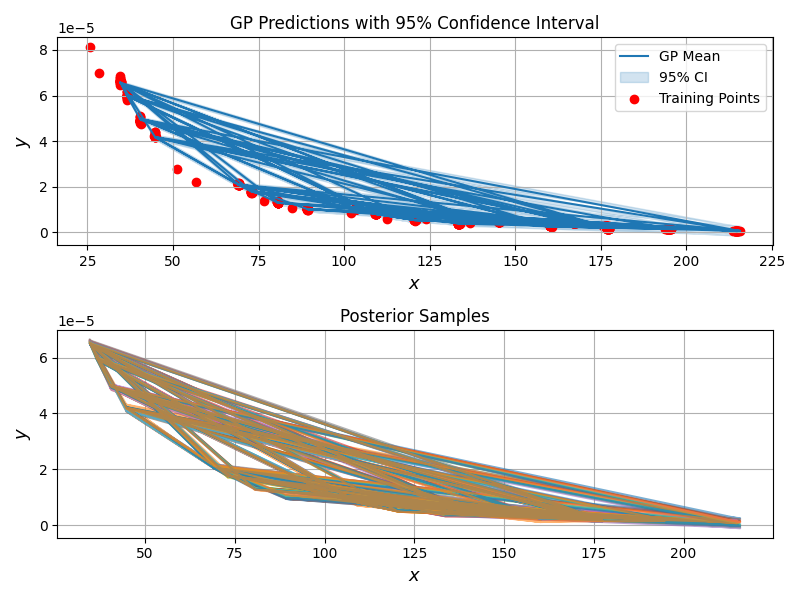 GP Predictions with 95% Confidence Interval
1e−5
8
6
4
2
0
y
GP Mean
95% CI
Training Points
25 50 75 100 125 150 175 200 225
x
Posterior Samples
1e−5
6
4
2
0
y
50 75 100 125 150 175 200
x